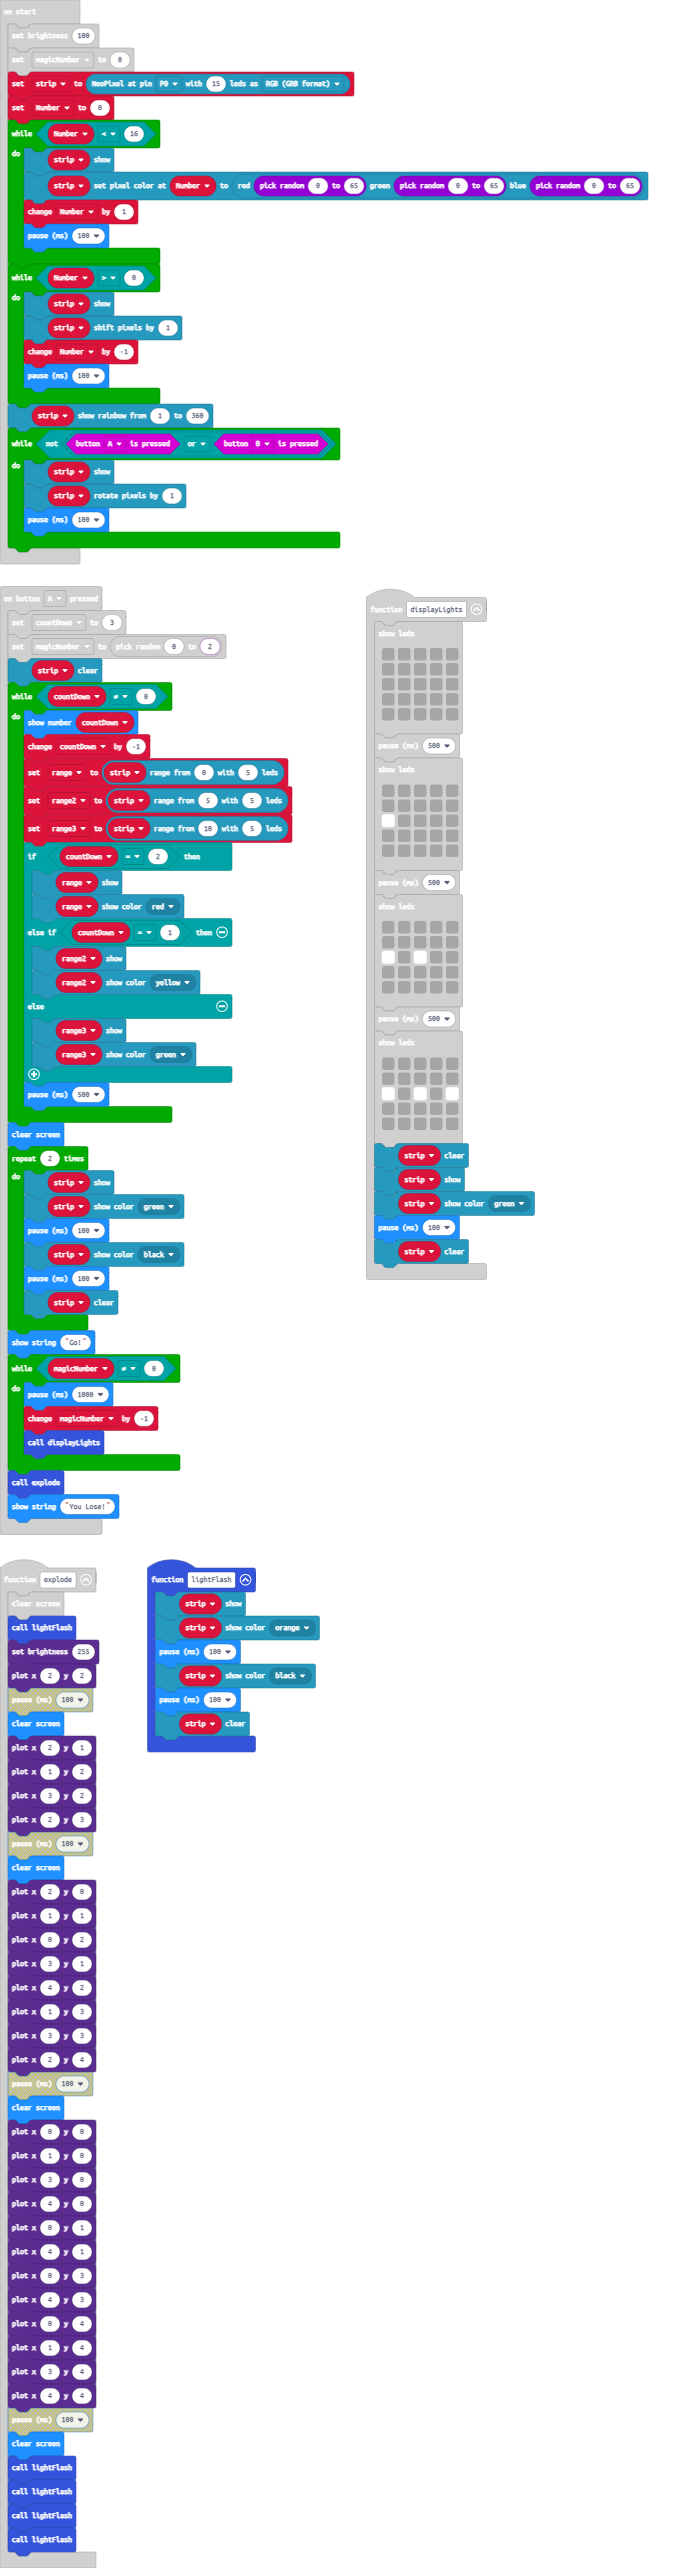 on start
set brightness 100
set magicNumber to 0
set strip to NeoPixel at pin P0 with 15 leds as RGB (GRB format)
set Number to 0
while Number < 16
do
strip show
strip set pixel color at Number to red pick random 0 to 65 green pick random 0 to 65 blue pick random 0 to 65
change Number by 1
pause (ms) 100
while Number > 0
do
strip show
strip shift pixels by 1
change Number by -1
pause (ms) 100
strip show rainbow from 1 to 360
while not button A is pressed or button B is pressed
do
strip show
strip rotate pixels by 1
pause (ms) 100
on button A pressed
set countDown to 3
set magicNumber to pick random 0 to 2
strip clear
while countDown ≠ 0
do
show number countDown
change countDown by -1
set range to strip range from 0 with 5 leds
set range2 to strip range from 5 with 5 leds
set range3 to strip range from 10 with 5 leds
if countDown = 2 then
range show
range show color red
else if countDown = 1 then
range2 show
range2 show color yellow
else
range3 show
range3 show color green
pause (ms) 500
clear screen
repeat 2 times
do
strip show
strip show color green
pause (ms) 100
strip show color black
pause (ms) 100
strip clear
show string "Go!"
while magicNumber ≠ 0
do
pause (ms) 1000
change magicNumber by -1
call displayLights
call explode
show string "You Lose!"
function displayLights
show leds
pause (ms) 500
show leds
pause (ms) 500
show leds
pause (ms) 500
show leds
strip clear
strip show
strip show color green
pause (ms) 100
strip clear
function explode
clear screen
call lightFlash
set brightness 255
plot x 2 y 2
pause (ms) 100
clear screen
plot x 2 y 1
plot x 1 y 2
plot x 3 y 2
plot x 2 y 3
pause (ms) 100
clear screen
plot x 2 y 0
plot x 1 y 1
plot x 0 y 2
plot x 3 y 1
plot x 4 y 2
plot x 1 y 3
plot x 3 y 3
plot x 2 y 4
pause (ms) 100
clear screen
plot x 0 y 0
plot x 1 y 0
plot x 3 y 0
plot x 4 y 0
plot x 0 y 1
plot x 4 y 1
plot x 0 y 3
plot x 4 y 3
plot x 0 y 4
plot x 1 y 4
plot x 3 y 4
plot x 4 y 4
pause (ms) 100
clear screen
call lightFlash
call lightFlash
call lightFlash
call lightFlash
function lightFlash
strip show
strip show color orange
pause (ms) 100
strip show color black
pause (ms) 100
strip clear